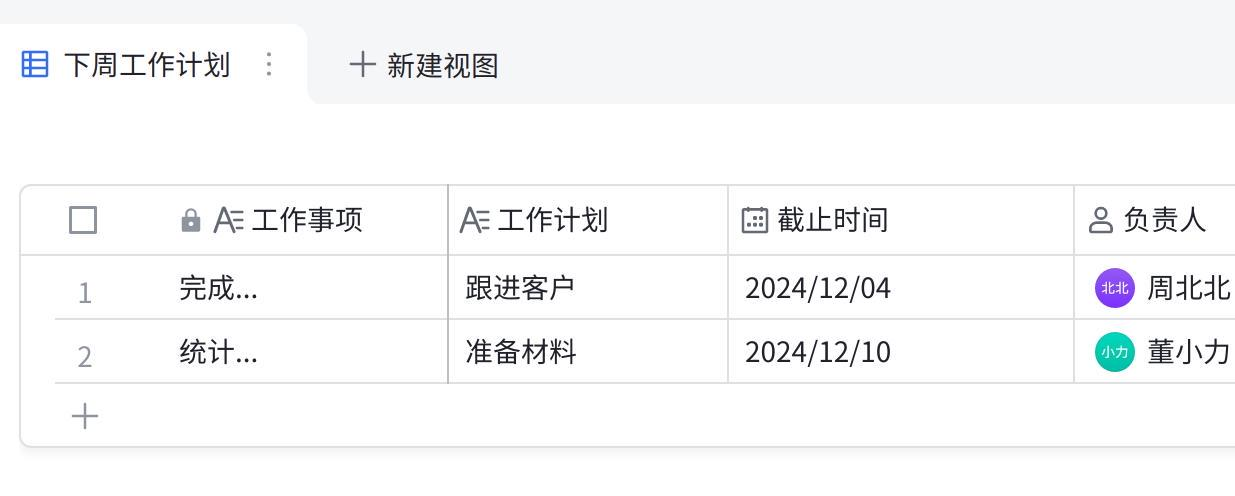 下周工作计划 新建视图
工作事项 工作计划 截止时间 负责人
1 完成... 跟进客户 2024/12/04 北北 周北北
2 统计... 准备材料 2024/12/10 小力 董小力